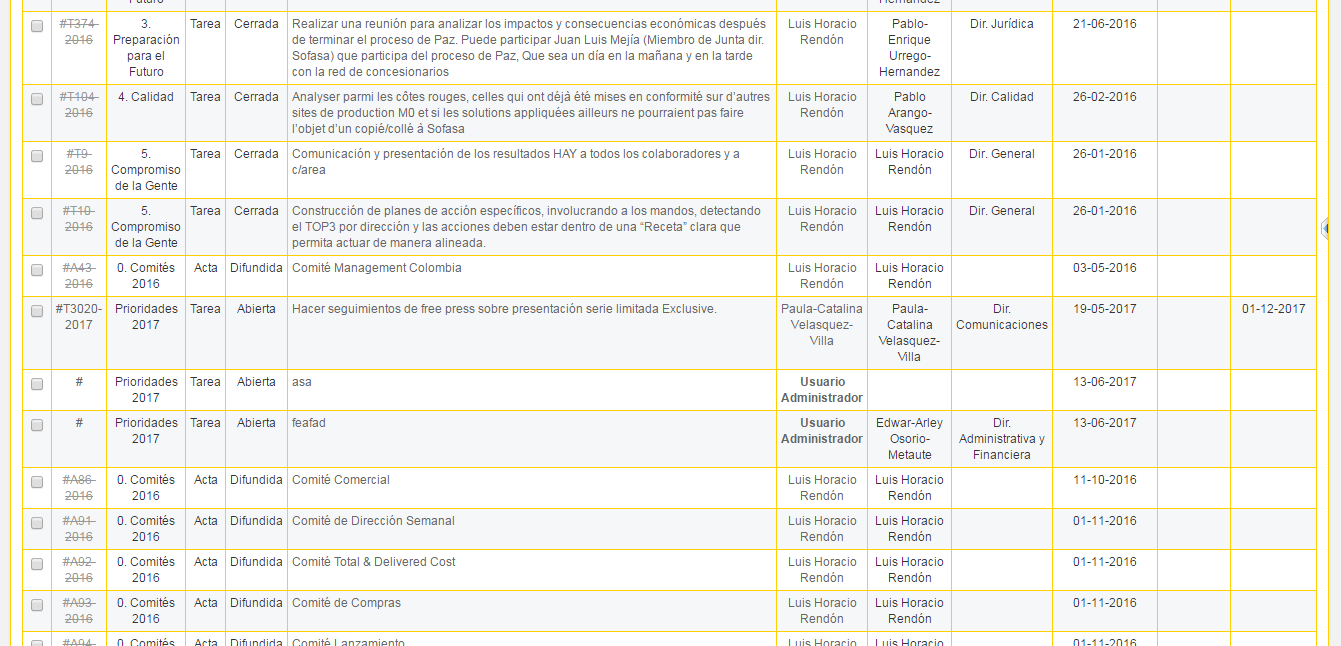 Futuro
Hernandez
#T374-2016 3. Preparación para el Futuro Tarea Cerrada Realizar una reunión para analizar los impactos y consecuencias económicas después de terminar el proceso de Paz. Puede participar Juan Luis Mejía (Miembro de Junta dir. Sofasa) que participa del proceso de Paz, Que sea un día en la mañana y en la tarde con la red de concesionarios Luis Horacio Rendón Pablo-Enrique Urrego-Hernandez Dir. Jurídica 21-06-2016
#T104-2016 4. Calidad Tarea Cerrada Analyser parmi les côtes rouges, celles qui ont déjà été mises en conformité sur d’autres sites de production M0 et si les solutions appliquées ailleurs ne pourraient pas faire l’objet d’un copié/collé à Sofasa Luis Horacio Rendón Pablo Arango-Vasquez Dir. Calidad 26-02-2016
#T9-2016 5. Compromiso de la Gente Tarea Cerrada Comunicación y presentación de los resultados HAY a todos los colaboradores y a c/area Luis Horacio Rendón Luis Horacio Rendón Dir. General 26-01-2016
#T10-2016 5. Compromiso de la Gente Tarea Cerrada Construcción de planes de acción específicos, involucrando a los mandos, detectando el TOP3 por dirección y las acciones deben estar dentro de una “Receta” clara que permita actuar de manera alineada. Luis Horacio Rendón Luis Horacio Rendón Dir. General 26-01-2016
#A43-2016 0. Comités 2016 Acta Difundida Comité Management Colombia Luis Horacio Rendón Luis Horacio Rendón 03-05-2016
#T3020-2017 Prioridades 2017 Tarea Abierta Hacer seguimientos de free press sobre presentación serie limitada Exclusive. Paula-Catalina Velasquez-Villa Paula-Catalina Velasquez-Villa Dir. Comunicaciones 19-05-2017 01-12-2017
# Prioridades 2017 Tarea Abierta asa Usuario Administrador 13-06-2017
# Prioridades 2017 Tarea Abierta feafad Usuario Administrador Edwar-Arley Osorio-Metaute Dir. Administrativa y Financiera 13-06-2017
#A86-2016 0. Comités 2016 Acta Difundida Comité Comercial Luis Horacio Rendón Luis Horacio Rendón 11-10-2016
#A91-2016 0. Comités 2016 Acta Difundida Comité de Dirección Semanal Luis Horacio Rendón Luis Horacio Rendón 01-11-2016
#A92-2016 0. Comités 2016 Acta Difundida Comité Total & Delivered Cost Luis Horacio Rendón Luis Horacio Rendón 01-11-2016
#A93-2016 0. Comités 2016 Acta Difundida Comité de Compras Luis Horacio Rendón Luis Horacio Rendón 01-11-2016
#A94- 0. Comités Acta Difundida Comité Lanzamiento Luis Horacio Luis Horacio 01-11-2016